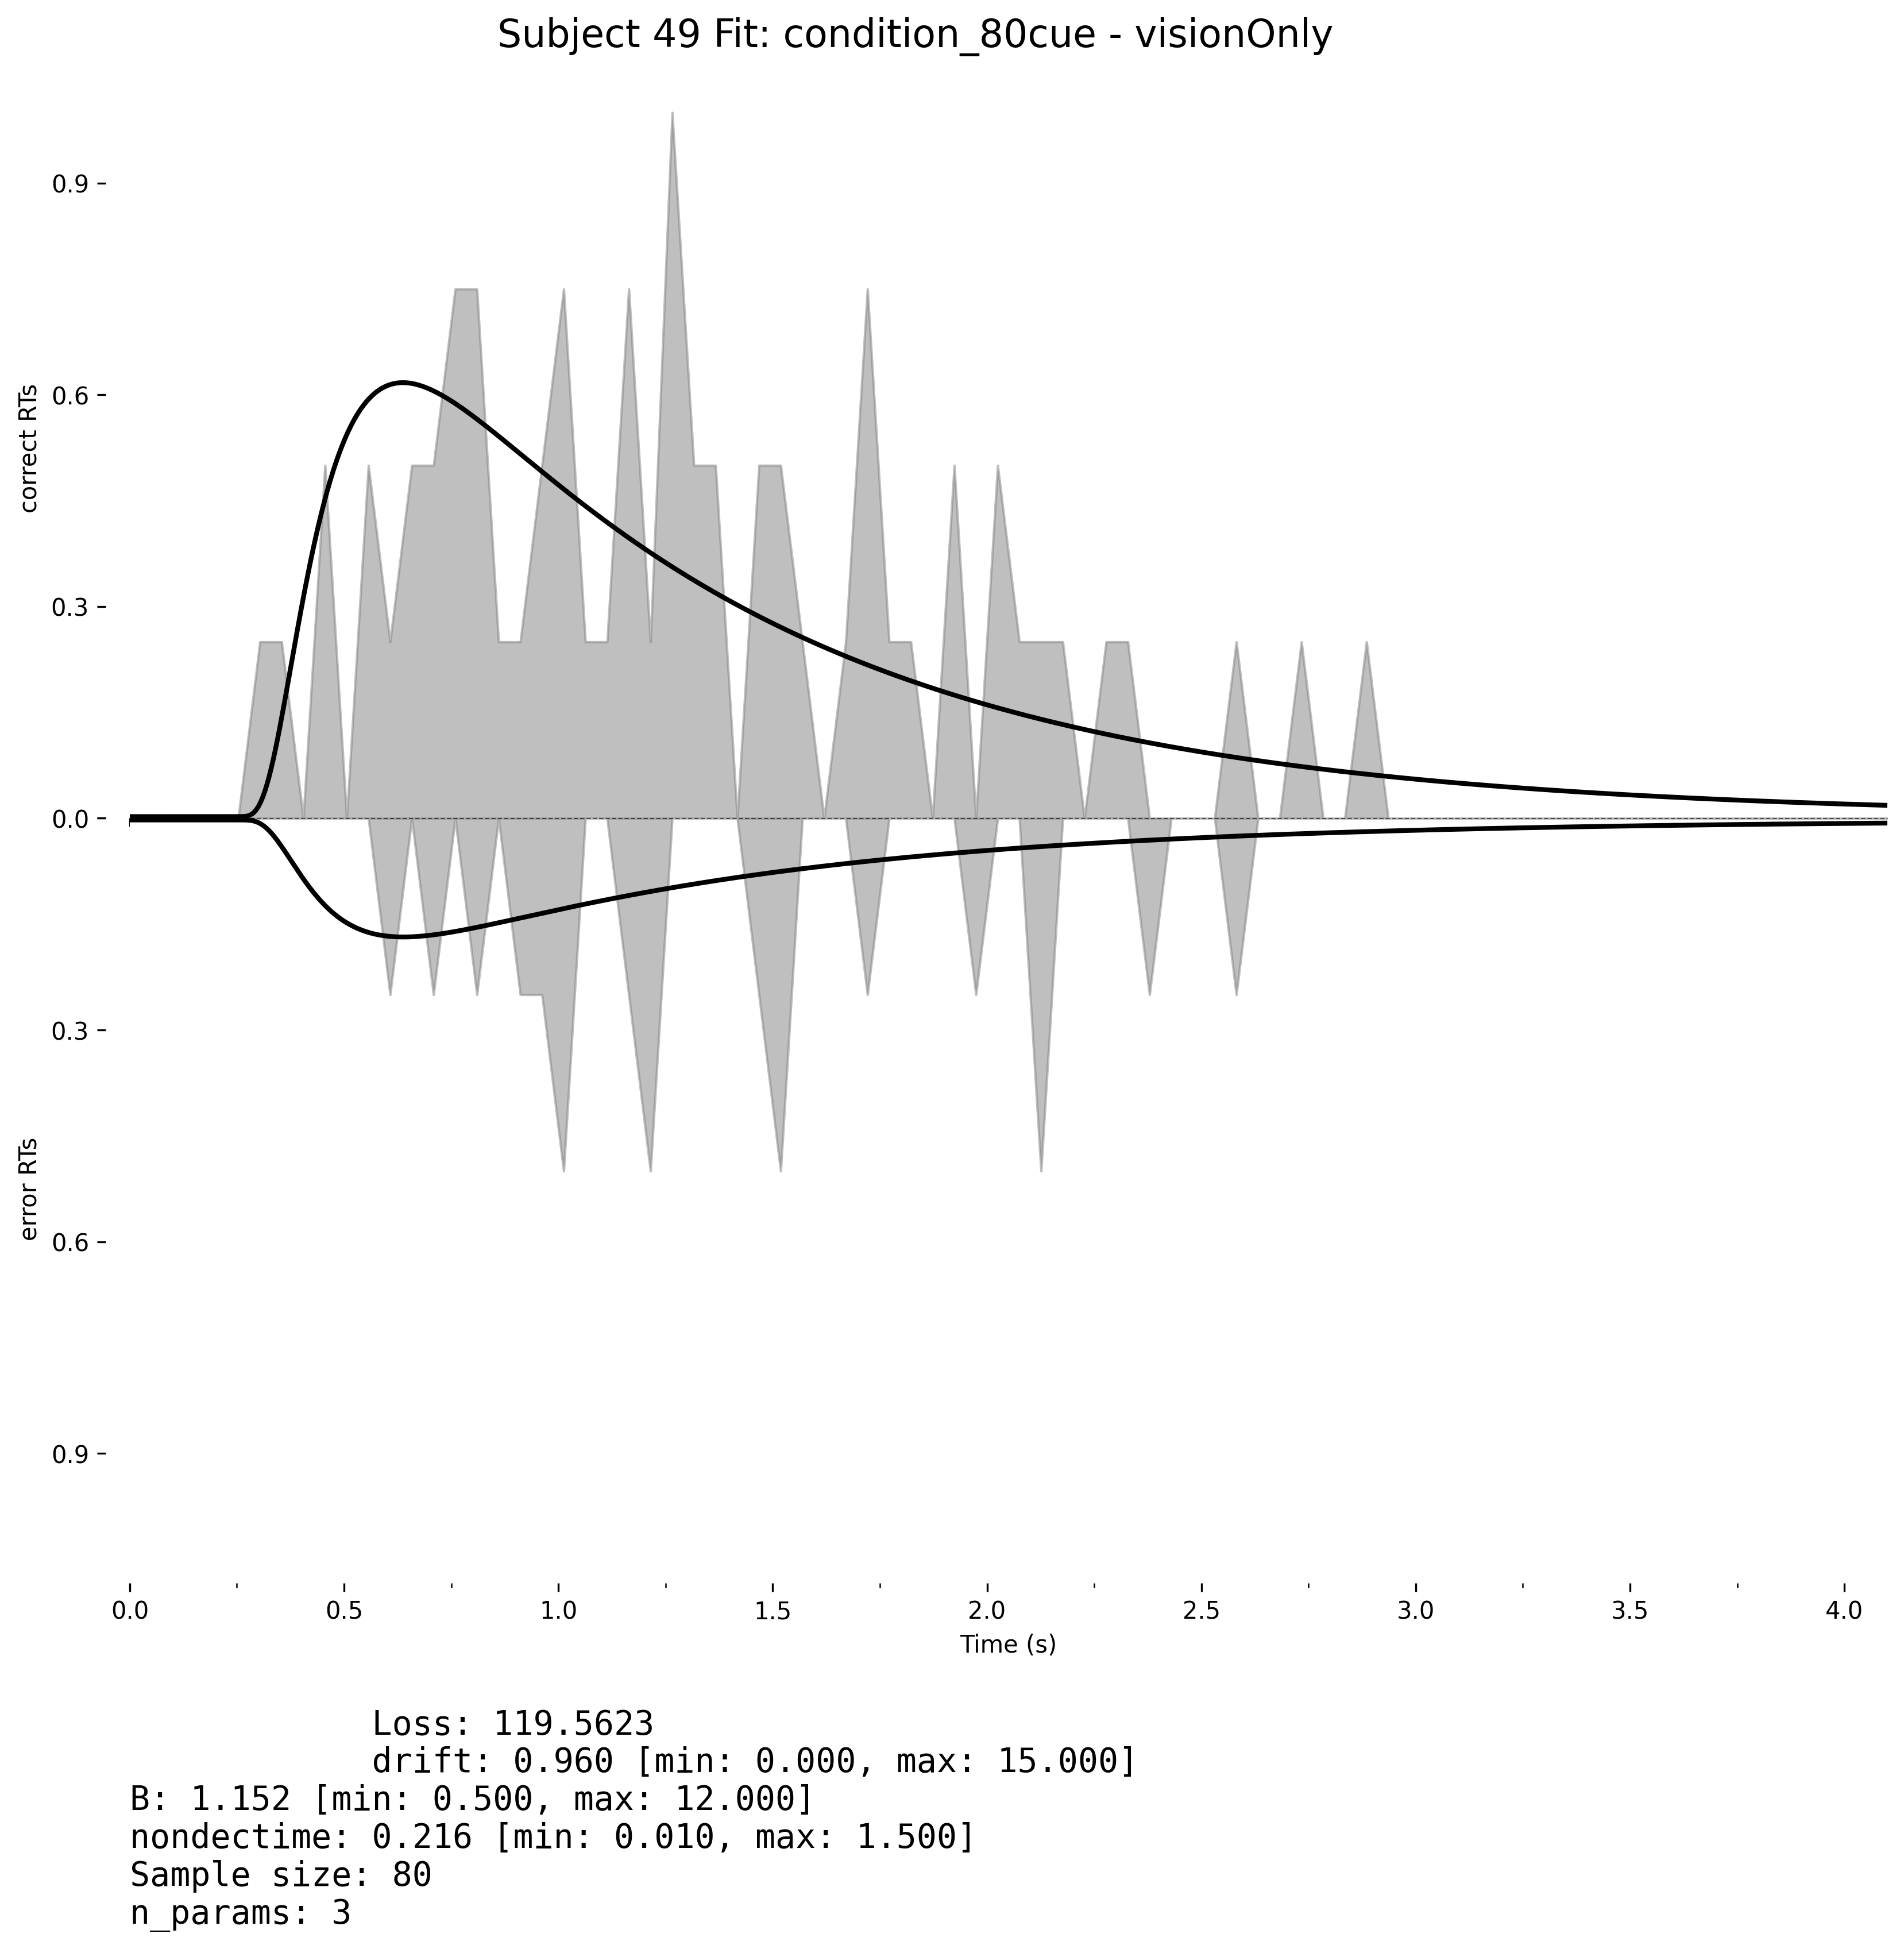 Subject 49 Fit: condition_80cue - visionOnly
0.9
0.6
0.3
0.0
0.3
0.6
0.9
correct RTs
error RTs
0.0 0.5 1.0 1.5 2.0 2.5 3.0 3.5 4.0
Time (s)
Loss: 119.5623
drift: 0.960 [min: 0.000, max: 15.000]
B: 1.152 [min: 0.500, max: 12.000]
nondectime: 0.216 [min: 0.010, max: 1.500]
Sample size: 80
n_params: 3